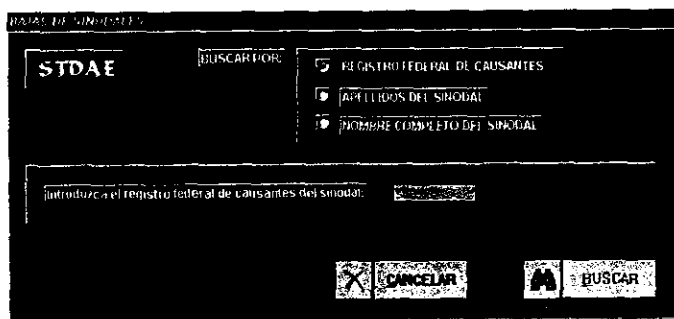 BAJAS DE SINODALES
STDAE
BUSCAR POR:
REGISTRO FEDERAL DE CAUSANTES
APELLIDOS DEL SINODAL
NOMBRE COMPLETO DEL SINODAL
Introduzca el registro federal de causantes del sinodal:
CANCELAR
BUSCAR